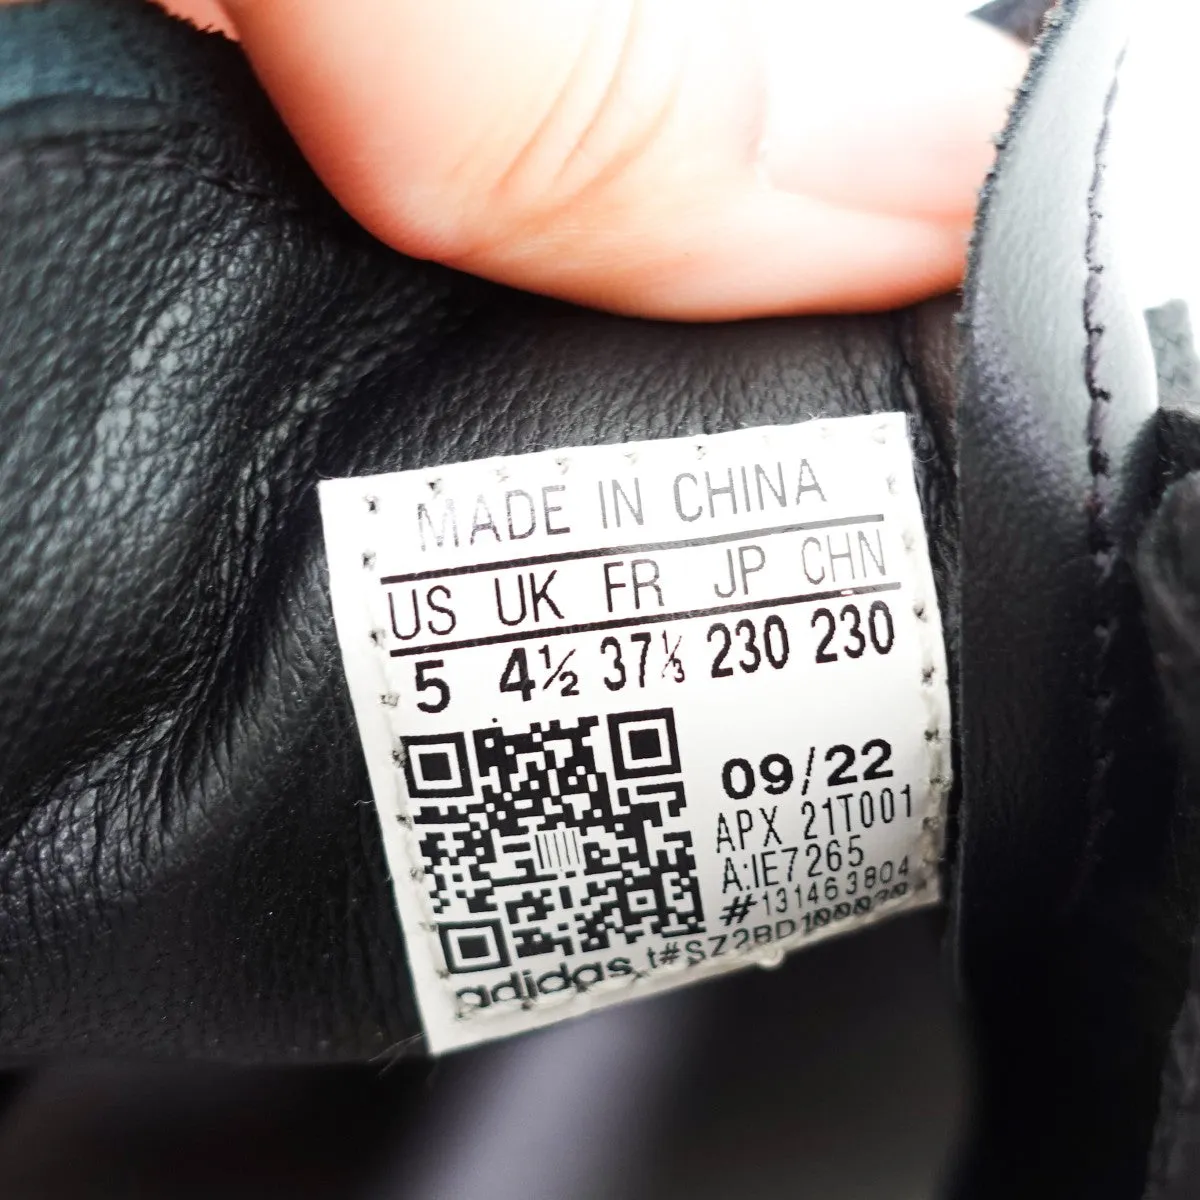 MADE IN CHINA
US UK FR JP CHN
5 4½ 37⅓ 230 230
09/22
APX 21T001
A:IE7265
#131463804
adidas